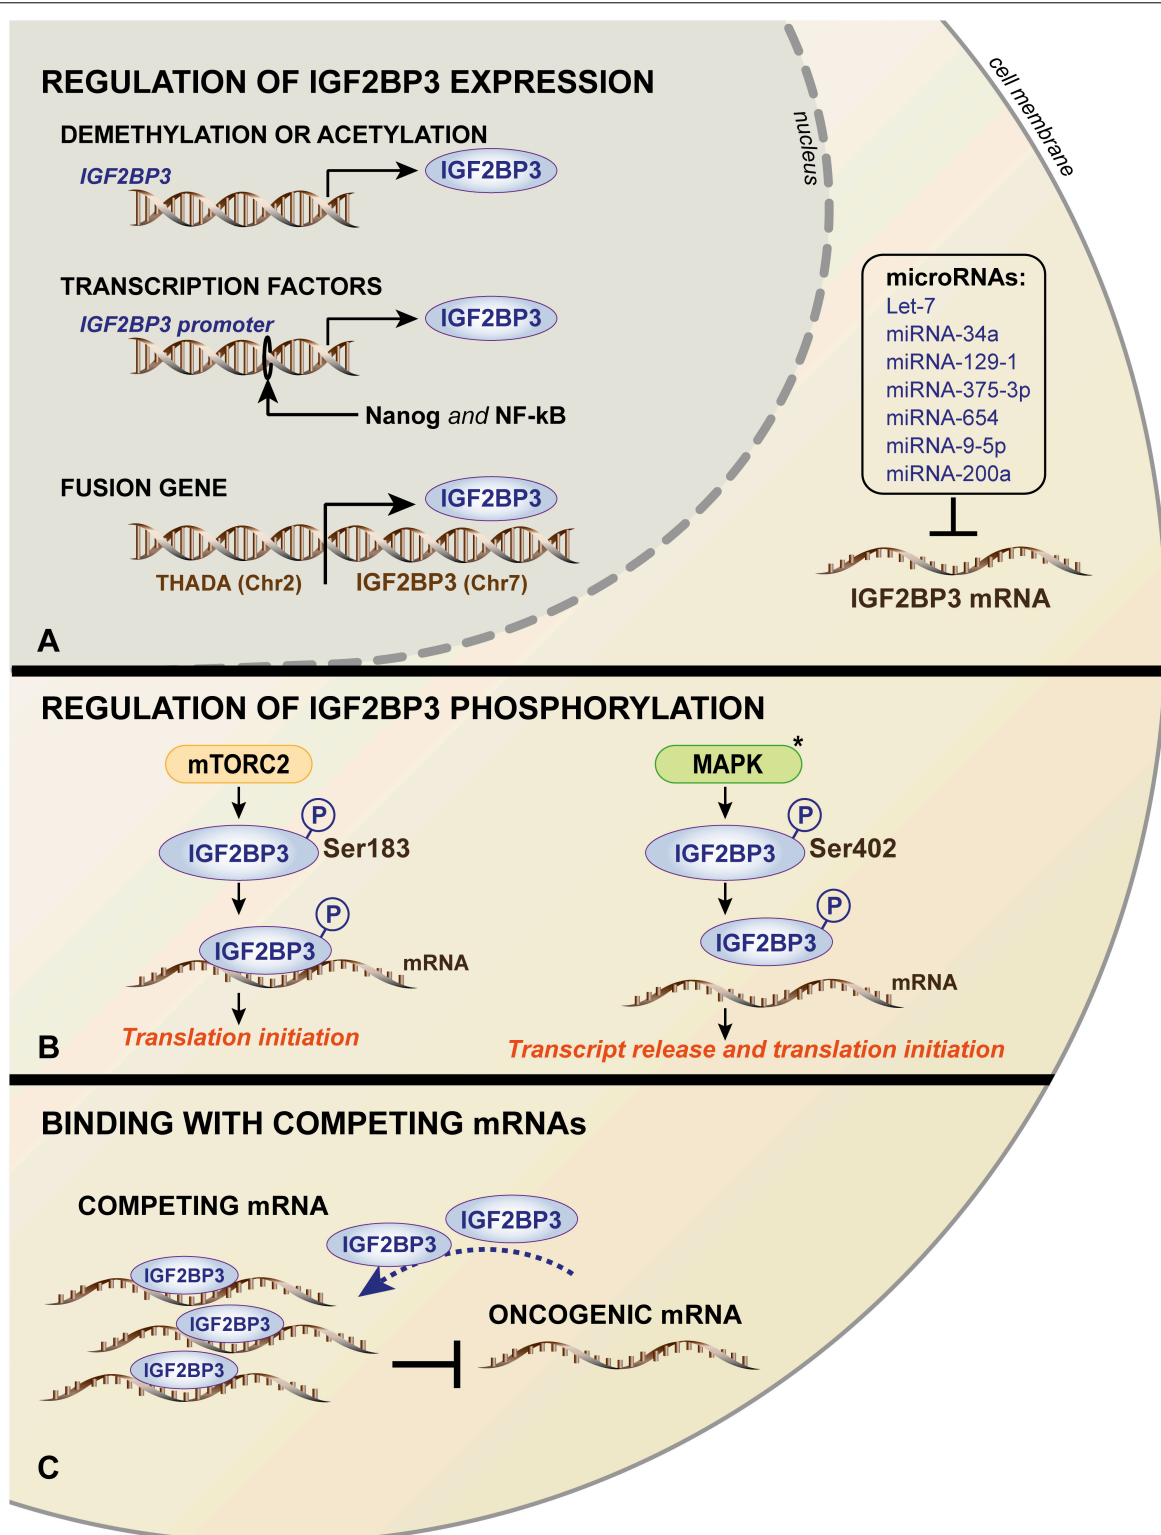 REGULATION OF IGF2BP3 EXPRESSION
DEMETHYLATION OR ACETYLATION
IGF2BP3
IGF2BP3
TRANSCRIPTION FACTORS
IGF2BP3 promoter
IGF2BP3
Nanog and NF-kB
FUSION GENE
IGF2BP3
THADA (Chr2)
IGF2BP3 (Chr7)
A
nucleus
cell membrane
microRNAs:
Let-7
miRNA-34a
miRNA-129-1
miRNA-375-3p
miRNA-654
miRNA-9-5p
miRNA-200a
IGF2BP3 mRNA
REGULATION OF IGF2BP3 PHOSPHORYLATION
mTORC2
P
IGF2BP3
Ser183
P
IGF2BP3
mRNA
Translation initiation
MAPK
*
P
IGF2BP3
Ser402
P
IGF2BP3
mRNA
Transcript release and translation initiation
B
BINDING WITH COMPETING mRNAs
COMPETING mRNA
IGF2BP3
IGF2BP3
IGF2BP3
IGF2BP3
IGF2BP3
ONCOGENIC mRNA
C